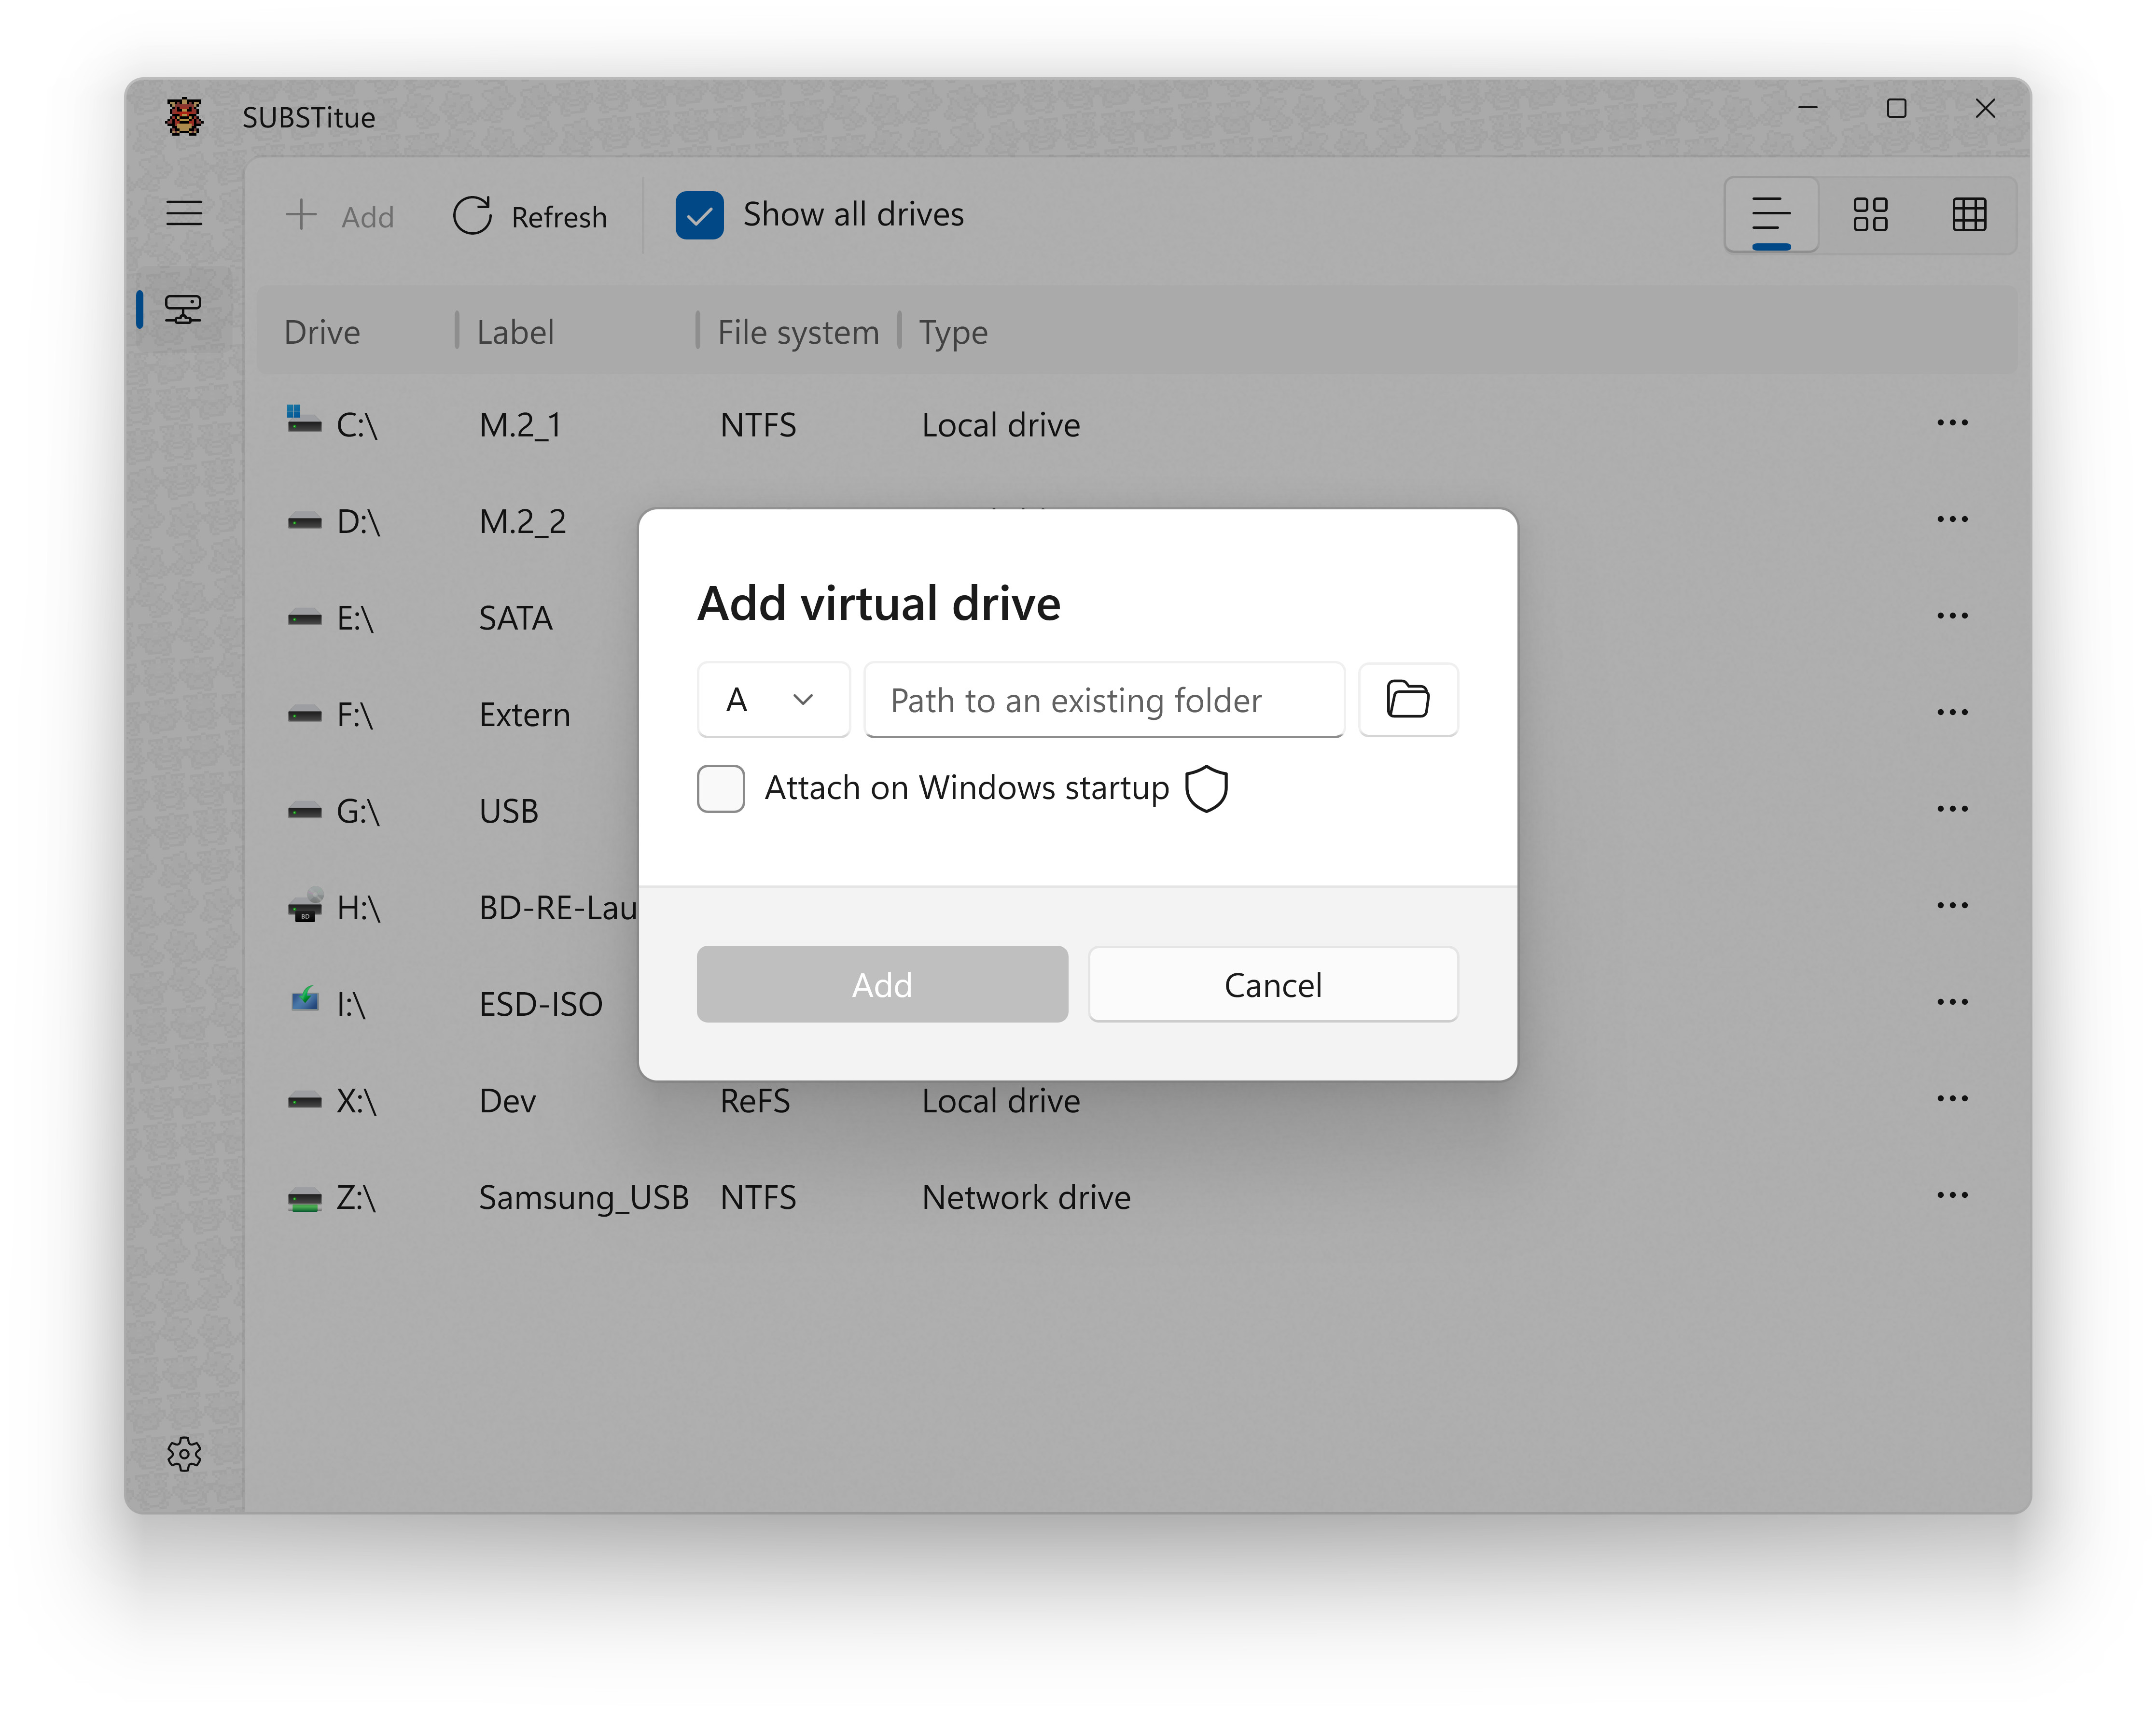 SUBSTitue
Add Refresh Show all drives
Drive Label File system Type
C:\ M.2_1 NTFS Local drive
D:\ M.2_2
E:\ SATA
F:\ Extern
G:\ USB
H:\ BD-RE-Lau
I:\ ESD-ISO
X:\ Dev ReFS Local drive
Z:\ Samsung_USB NTFS Network drive
Add virtual drive
A Path to an existing folder
Attach on Windows startup
Add Cancel
BD